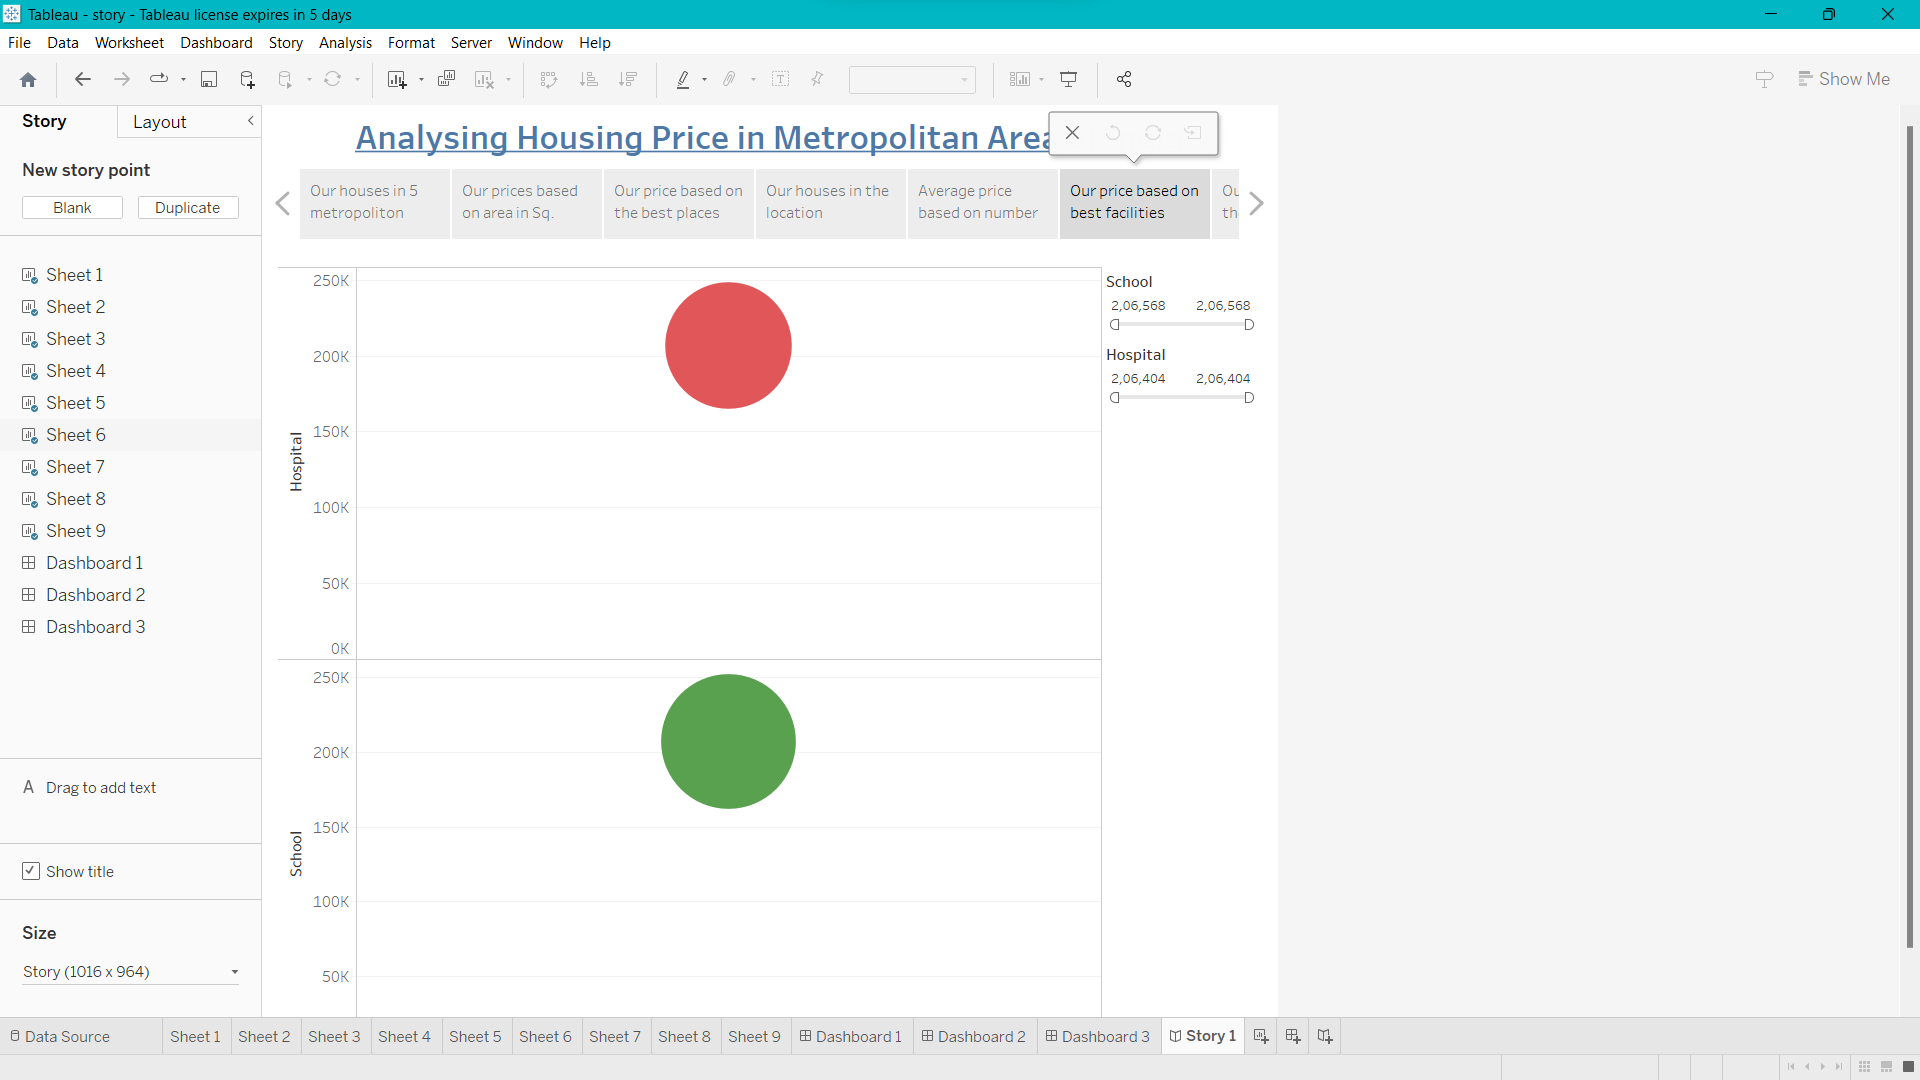 Tableau - story - Tableau license expires in 5 days
File Data Worksheet Dashboard Story Analysis Format Server Window Help
Show Me
Story Layout
New story point
Blank Duplicate
Sheet 1
Sheet 2
Sheet 3
Sheet 4
Sheet 5
Sheet 6
Sheet 7
Sheet 8
Sheet 9
Dashboard 1
Dashboard 2
Dashboard 3
A Drag to add text
Show title
Size
Story (1016 x 964)
Analysing Housing Price in Metropolitan Area
Our houses in 5
metropoliton
Our prices based
on area in Sq.
Our price based on
the best places
Our houses in the
location
Average price
based on number
Our price based on
best facilities
Ou
th
250K
200K
150K
100K
50K
0K
Hospital
250K
200K
150K
100K
50K
School
School
2,06,568 2,06,568
Hospital
2,06,404 2,06,404
Data Source Sheet 1 Sheet 2 Sheet 3 Sheet 4 Sheet 5 Sheet 6 Sheet 7 Sheet 8 Sheet 9 Dashboard 1 Dashboard 2 Dashboard 3 Story 1